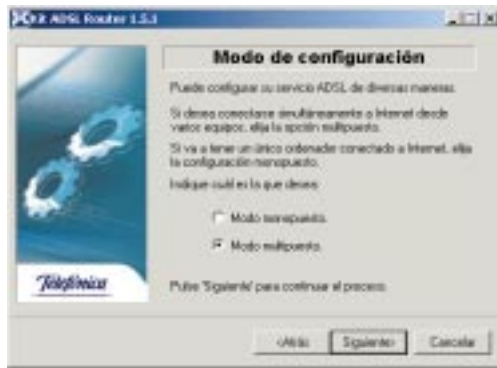 Kit ADSL Router 1.5.1
Modo de configuración
Puede configurar su servicio ADSL de diversas maneras.
Si desea conectarse simultáneamente a Internet desde
varios equipos, elija la opción multipuesto.
Si va a tener un único ordenador conectado a Internet, elija
la configuración monopuesto.
Indique cuál es la que desea:
Modo monopuesto.
Modo multipuesto.
Telefónica
Pulse 'Siguiente' para continuar el proceso.
<Atrás
Siguiente>
Cancelar